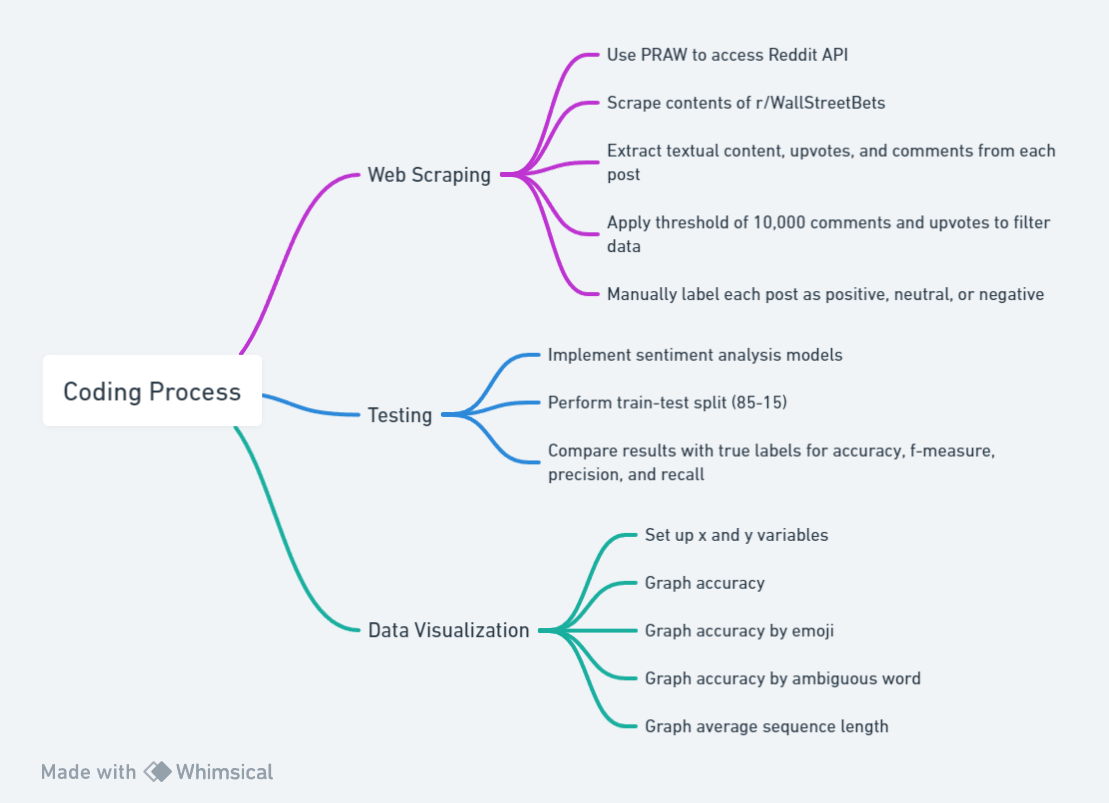 Use PRAW to access Reddit API
Scrape contents of r/WallStreetBets
Extract textual content, upvotes, and comments from each
post
Web Scraping
Apply threshold of 10,000 comments and upvotes to filter
data
Manually label each post as positive, neutral, or negative
Implement sentiment analysis models
Coding Process
Perform train-test split (85-15)
Testing
Compare results with true labels for accuracy, f-measure,
precision, and recall
Set up x and y variables
Graph accuracy
Data Visualization
Graph accuracy by emoji
Graph accuracy by ambiguous word
Graph average sequence length
Made with Whimsical